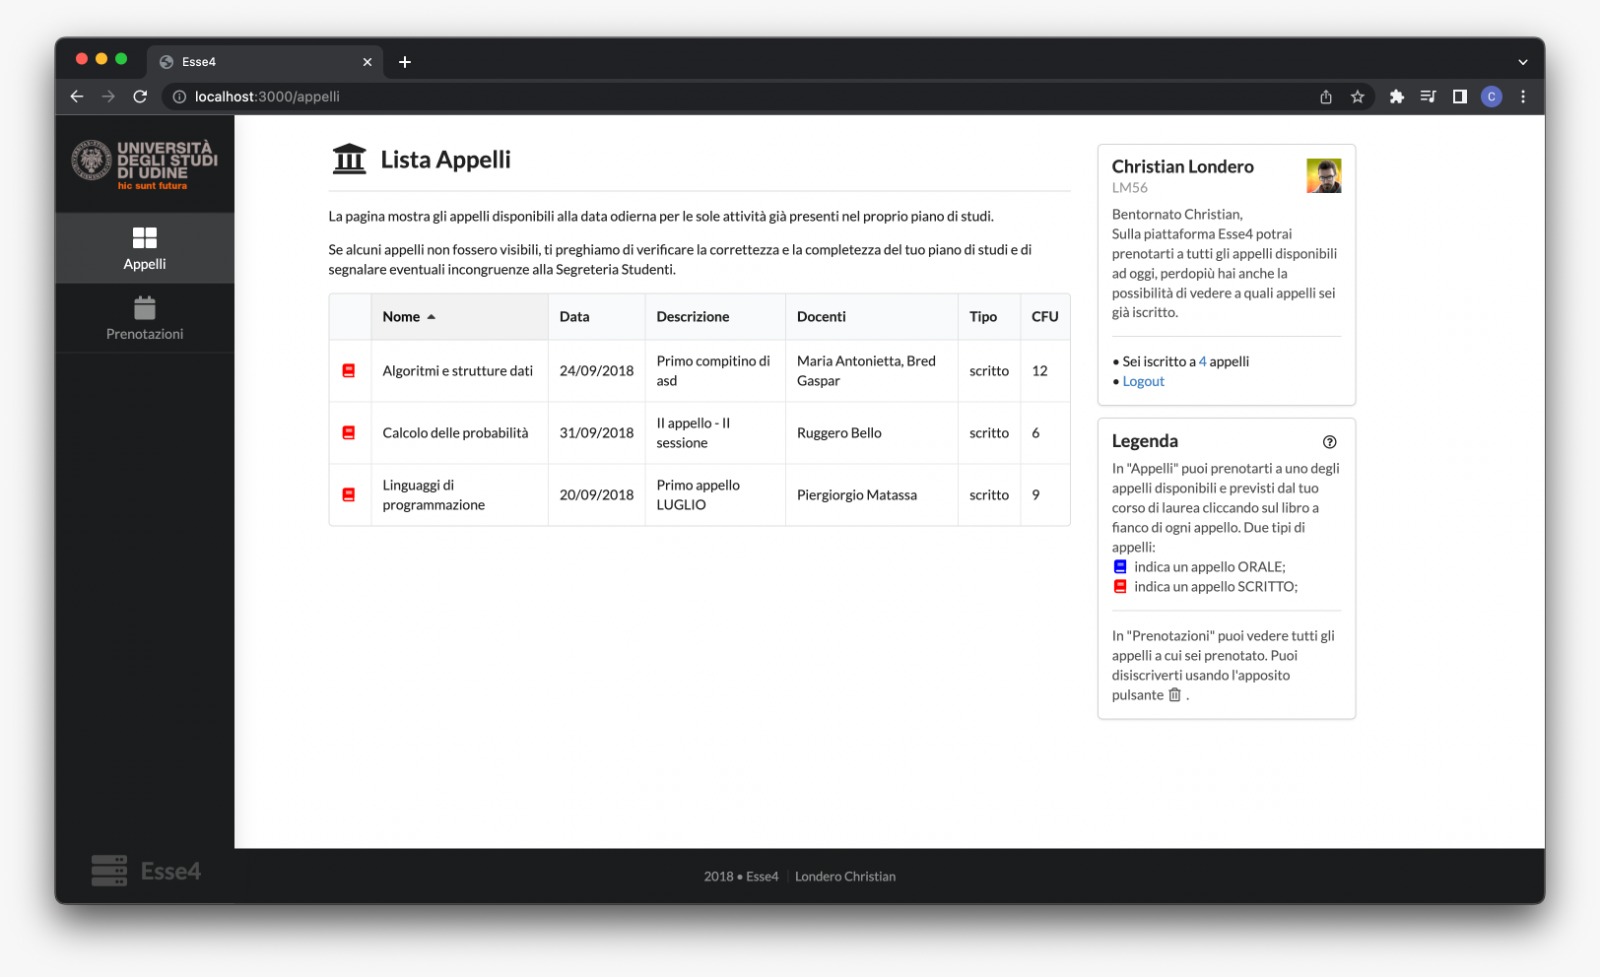 Esse4
localhost:3000/appelli
C
UNIVERSITÀ
DEGLI STUDI
DI UDINE
hic sunt futura
Appelli
Prenotazioni
Lista Appelli
La pagina mostra gli appelli disponibili alla data odierna per le sole attività già presenti nel proprio piano di studi.
Se alcuni appelli non fossero visibili, ti preghiamo di verificare la correttezza e la completezza del tuo piano di studi e di
segnalare eventuali incongruenze alla Segreteria Studenti.
Nome Data Descrizione Docenti Tipo CFU
Algoritmi e strutture dati 24/09/2018 Primo compitino di asd Maria Antonietta, Bred Gaspar scritto 12
Calcolo delle probabilità 31/09/2018 II appello - II sessione Ruggero Bello scritto 6
Linguaggi di programmazione 20/09/2018 Primo appello LUGLIO Piergiorgio Matassa scritto 9
Christian Londero
LM56
Bentornato Christian,
Sulla piattaforma Esse4 potrai
prenotarti a tutti gli appelli disponibili
ad oggi, perdopiù hai anche la
possibilità di vedere a quali appelli sei
già iscritto.
• Sei iscritto a 4 appelli
• Logout
Legenda
In "Appelli" puoi prenotarti a uno degli
appelli disponibili e previsti dal tuo
corso di laurea cliccando sul libro a
fianco di ogni appello. Due tipi di
appelli:
indica un appello ORALE;
indica un appello SCRITTO;
In "Prenotazioni" puoi vedere tutti gli
appelli a cui sei prenotato. Puoi
disiscriverti usando l'apposito
pulsante .
Esse4
2018 • Esse4 Londero Christian